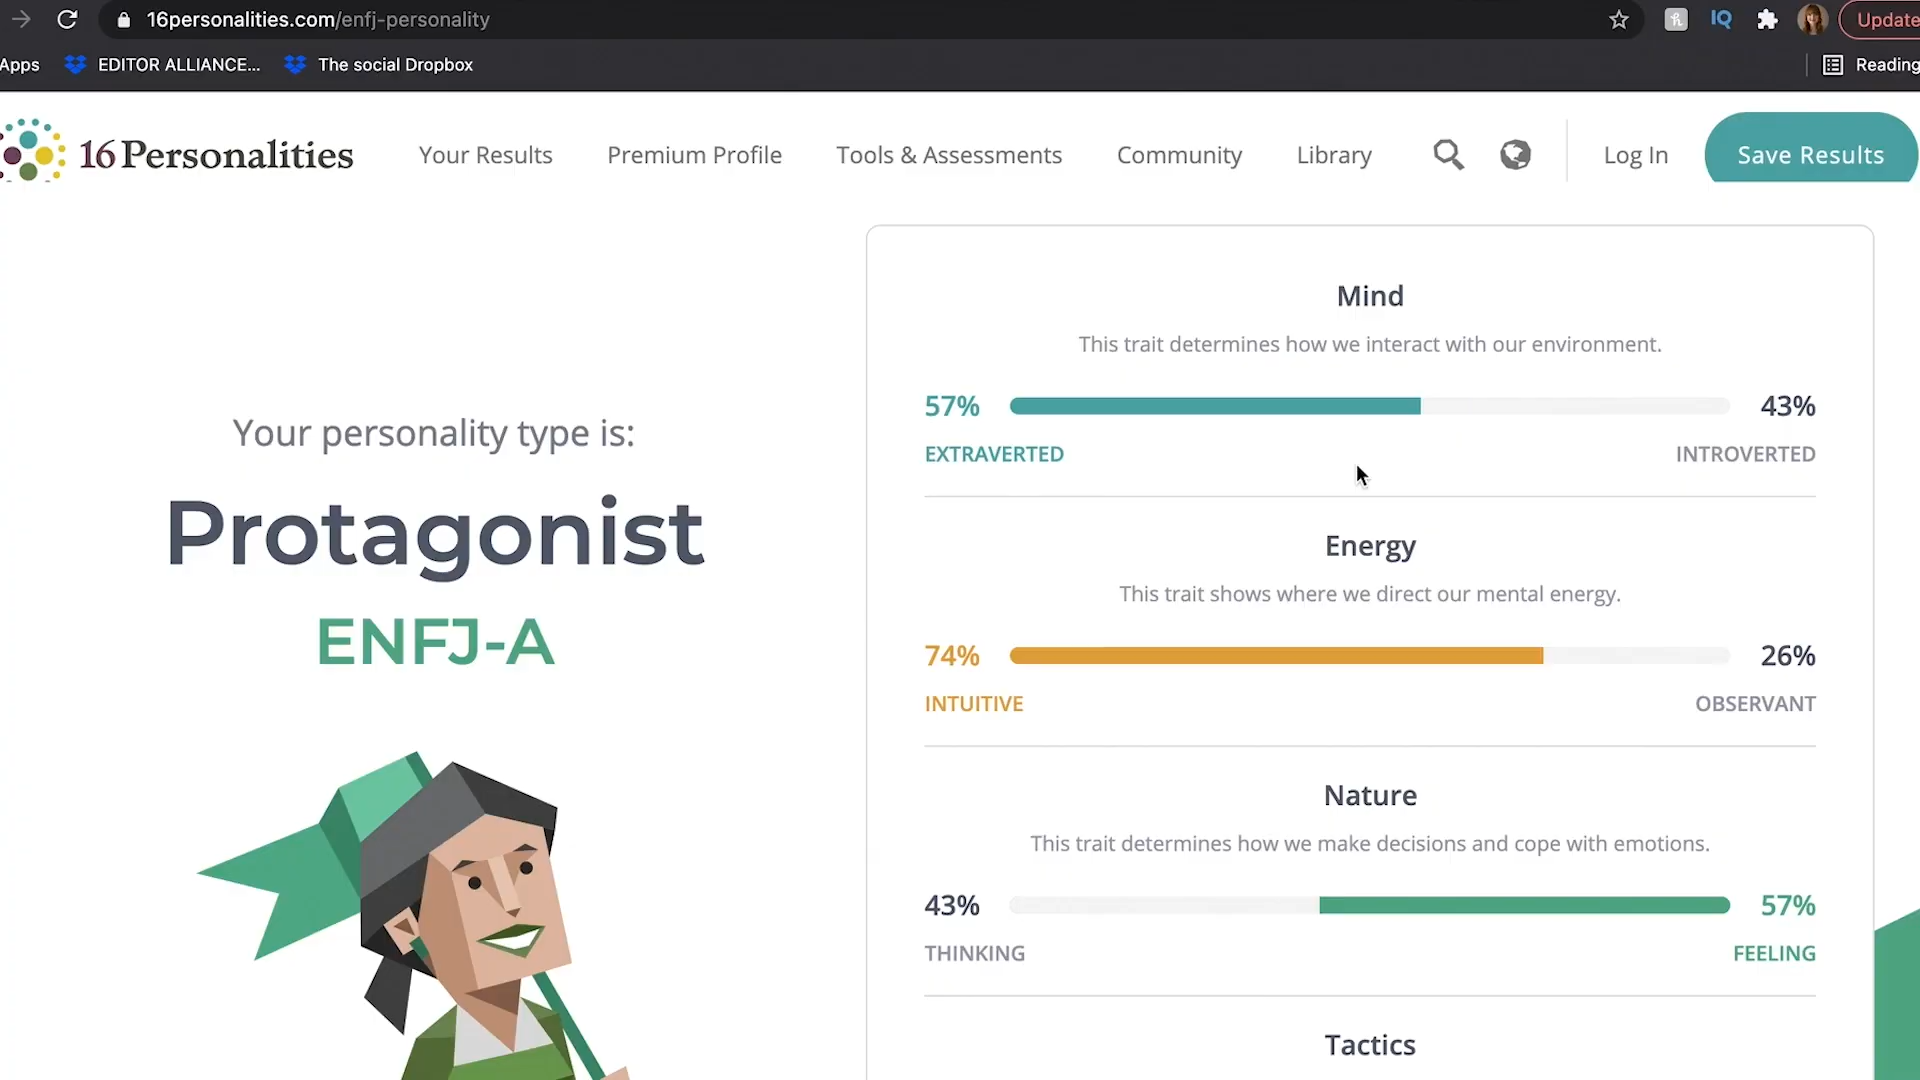 16personalities.com/enfj-personality
Update
Apps
EDITOR ALLIANCE...
The social Dropbox
Reading
16Personalities
Your Results
Premium Profile
Tools & Assessments
Community
Library
Log In
Save Results
Your personality type is:
Protagonist
ENFJ-A
Mind
This trait determines how we interact with our environment.
57%
43%
EXTRAVERTED
INTROVERTED
Energy
This trait shows where we direct our mental energy.
74%
26%
INTUITIVE
OBSERVANT
Nature
This trait determines how we make decisions and cope with emotions.
43%
57%
THINKING
FEELING
Tactics